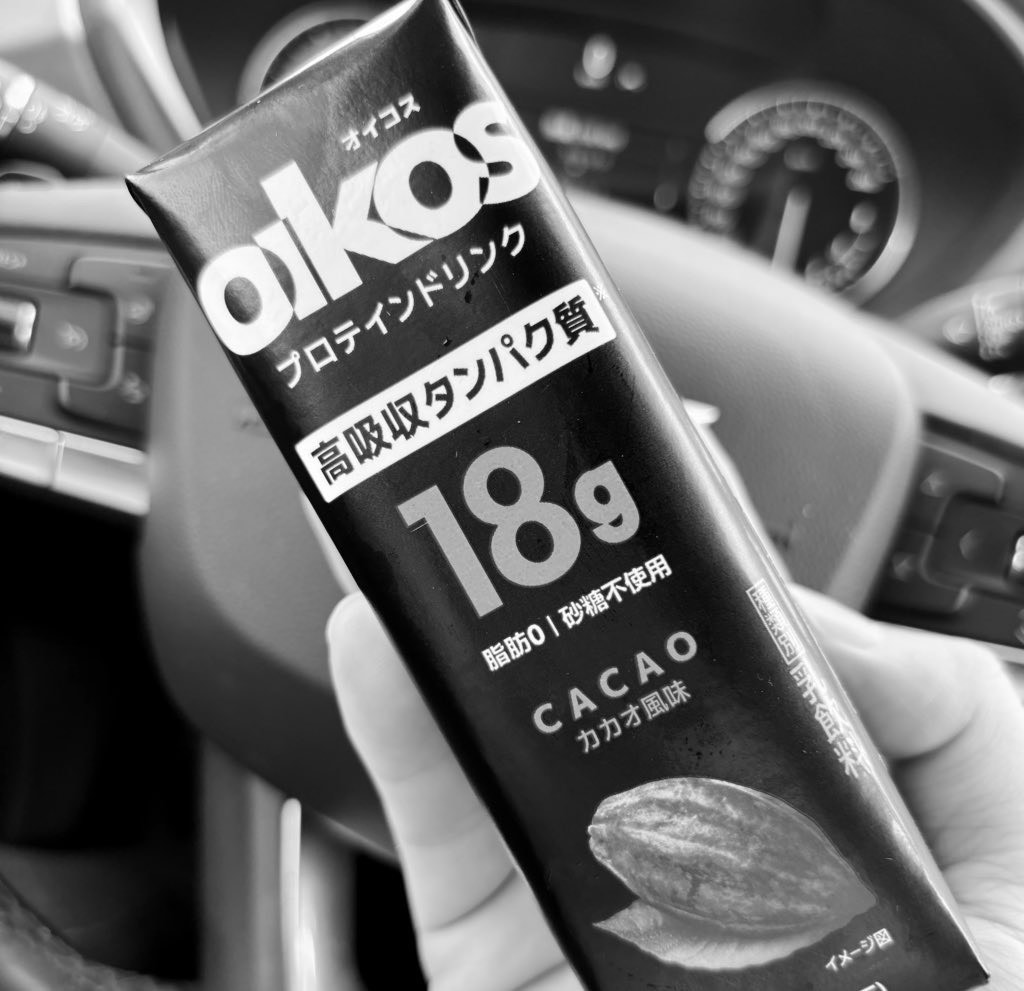 オイコス
oikos
プロテインドリンク
高吸収タンパク質※
18g
脂肪0 | 砂糖不使用
CACAO
カカオ風味
イメージ図